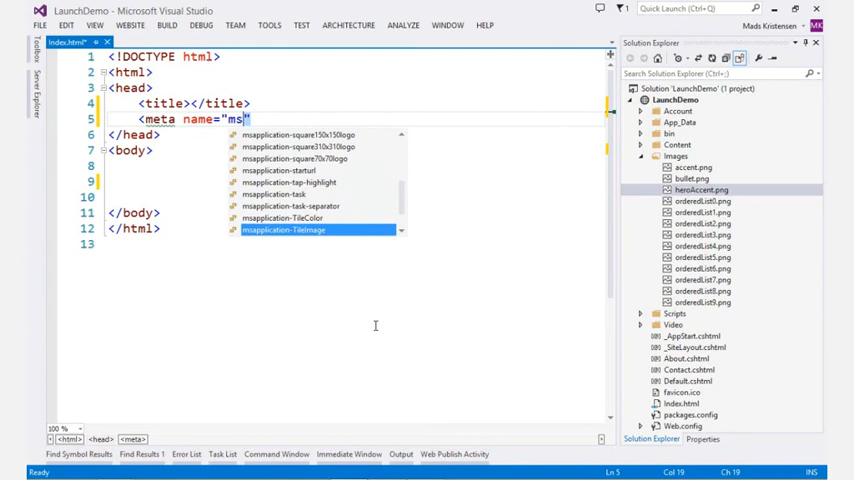 LaunchDemo - Microsoft Visual Studio
1
Quick Launch (Ctrl+Q)
FILE EDIT VIEW WEBSITE BUILD DEBUG TEAM TOOLS TEST ARCHITECTURE ANALYZE WINDOW HELP
Mads Kristensen MK
Toolbox
Server Explorer
Index.html*
1 <!DOCTYPE html>
2 <html>
3 <head>
4 <title></title>
5 <meta name="ms"
6 </head>
7 <body>
8
9
10
11 </body>
12 </html>
13
msapplication-square150x150logo
msapplication-square310x310logo
msapplication-square70x70logo
msapplication-starturl
msapplication-tap-highlight
msapplication-task
msapplication-task-separator
msapplication-TileColor
msapplication-TileImage
100 %
<html> <head> <meta>
Find Symbol Results Find Results 1 Error List Task List Command Window Immediate Window Output Web Publish Activity
Solution Explorer
Search Solution Explorer (Ctrl+;)
Solution 'LaunchDemo' (1 project)
LaunchDemo
Account
App_Data
bin
Content
Images
accent.png
bullet.png
heroAccent.png
orderedList0.png
orderedList1.png
orderedList2.png
orderedList3.png
orderedList4.png
orderedList5.png
orderedList6.png
orderedList7.png
orderedList8.png
orderedList9.png
Scripts
Video
_AppStart.cshtml
_SiteLayout.cshtml
About.cshtml
Contact.cshtml
Default.cshtml
favicon.ico
Index.html
packages.config
Web.config
Solution Explorer Properties
Ready Ln 5 Col 19 Ch 19 INS